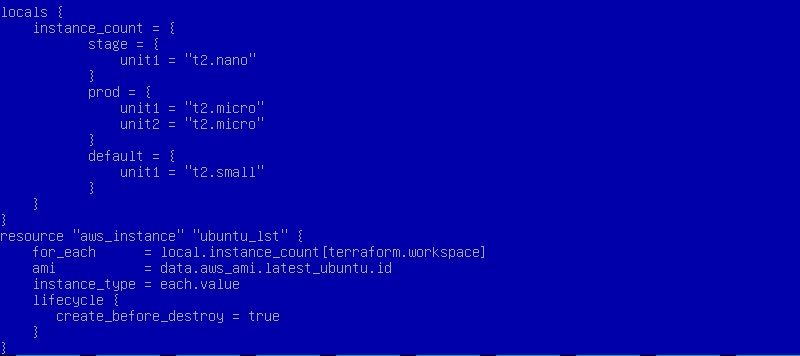 locals {
    instance_count = {
           stage = {
               unit1 = "t2.nano"
           }
           prod = {
               unit1 = "t2.micro"
               unit2 = "t2.micro"
           }
           default = {
               unit1 = "t2.small"
           }
    }
}
resource "aws_instance" "ubuntu_lst" {
    for_each      = local.instance_count[terraform.workspace]
    ami           = data.aws_ami.latest_ubuntu.id
    instance_type = each.value
    lifecycle {
       create_before_destroy = true
    }
}